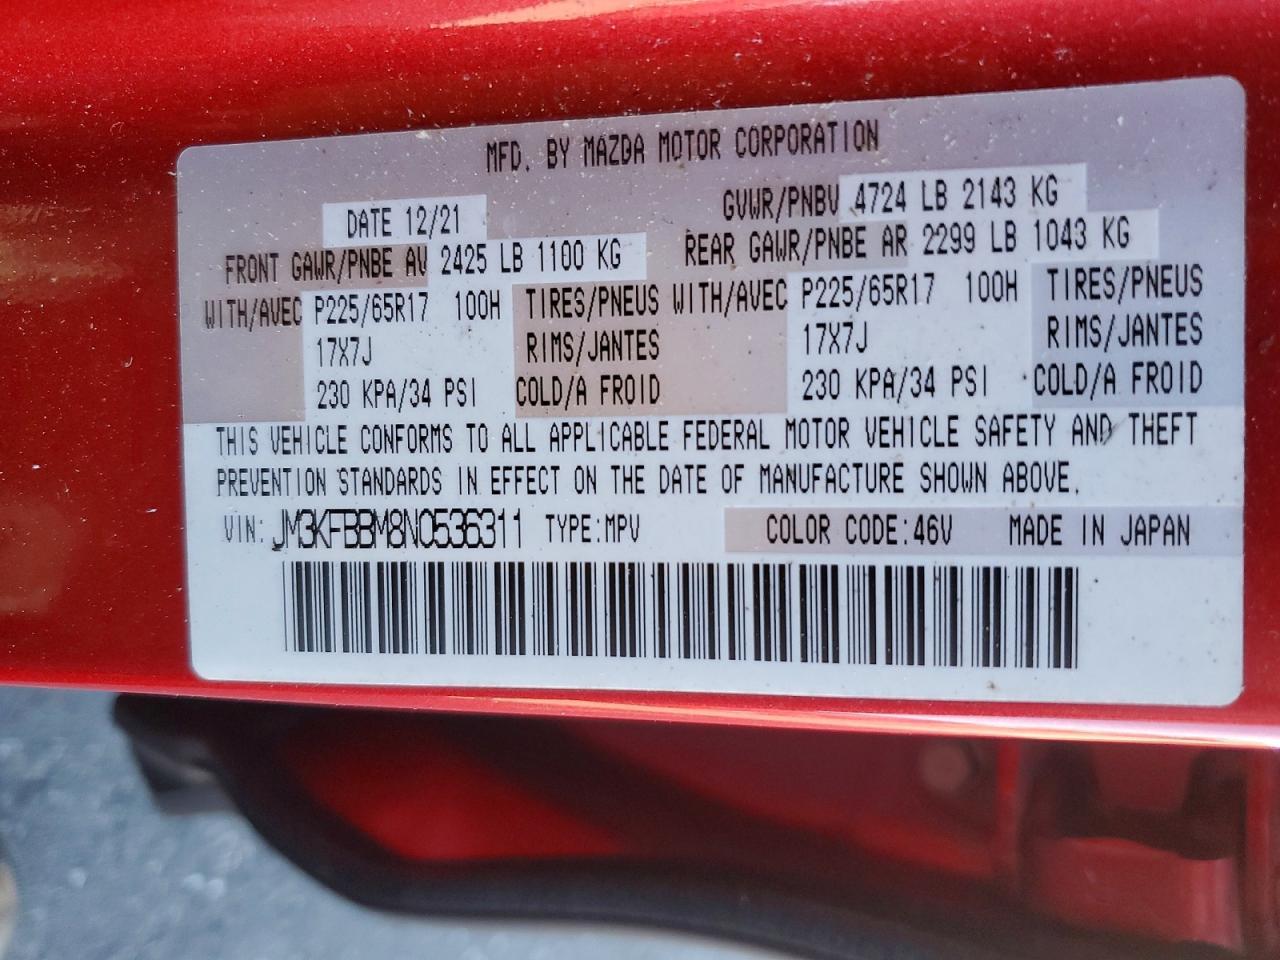 MFD. BY MAZDA MOTOR CORPORATION
DATE 12/21 GVWR/PNBV 4724 LB 2143 KG
FRONT GAWR/PNBE AV 2425 LB 1100 KG REAR GAWR/PNBE AR 2299 LB 1043 KG
WITH/AVEC P225/65R17 100H TIRES/PNEUS WITH/AVEC P225/65R17 100H TIRES/PNEUS
17X7J RIMS/JANTES 17X7J RIMS/JANTES
230 KPA/34 PSI COLD/A FROID 230 KPA/34 PSI COLD/A FROID
THIS VEHICLE CONFORMS TO ALL APPLICABLE FEDERAL MOTOR VEHICLE SAFETY AND THEFT
PREVENTION STANDARDS IN EFFECT ON THE DATE OF MANUFACTURE SHOWN ABOVE.
VIN: JM3KFBBM8N0536311 TYPE:MPV COLOR CODE:46V MADE IN JAPAN